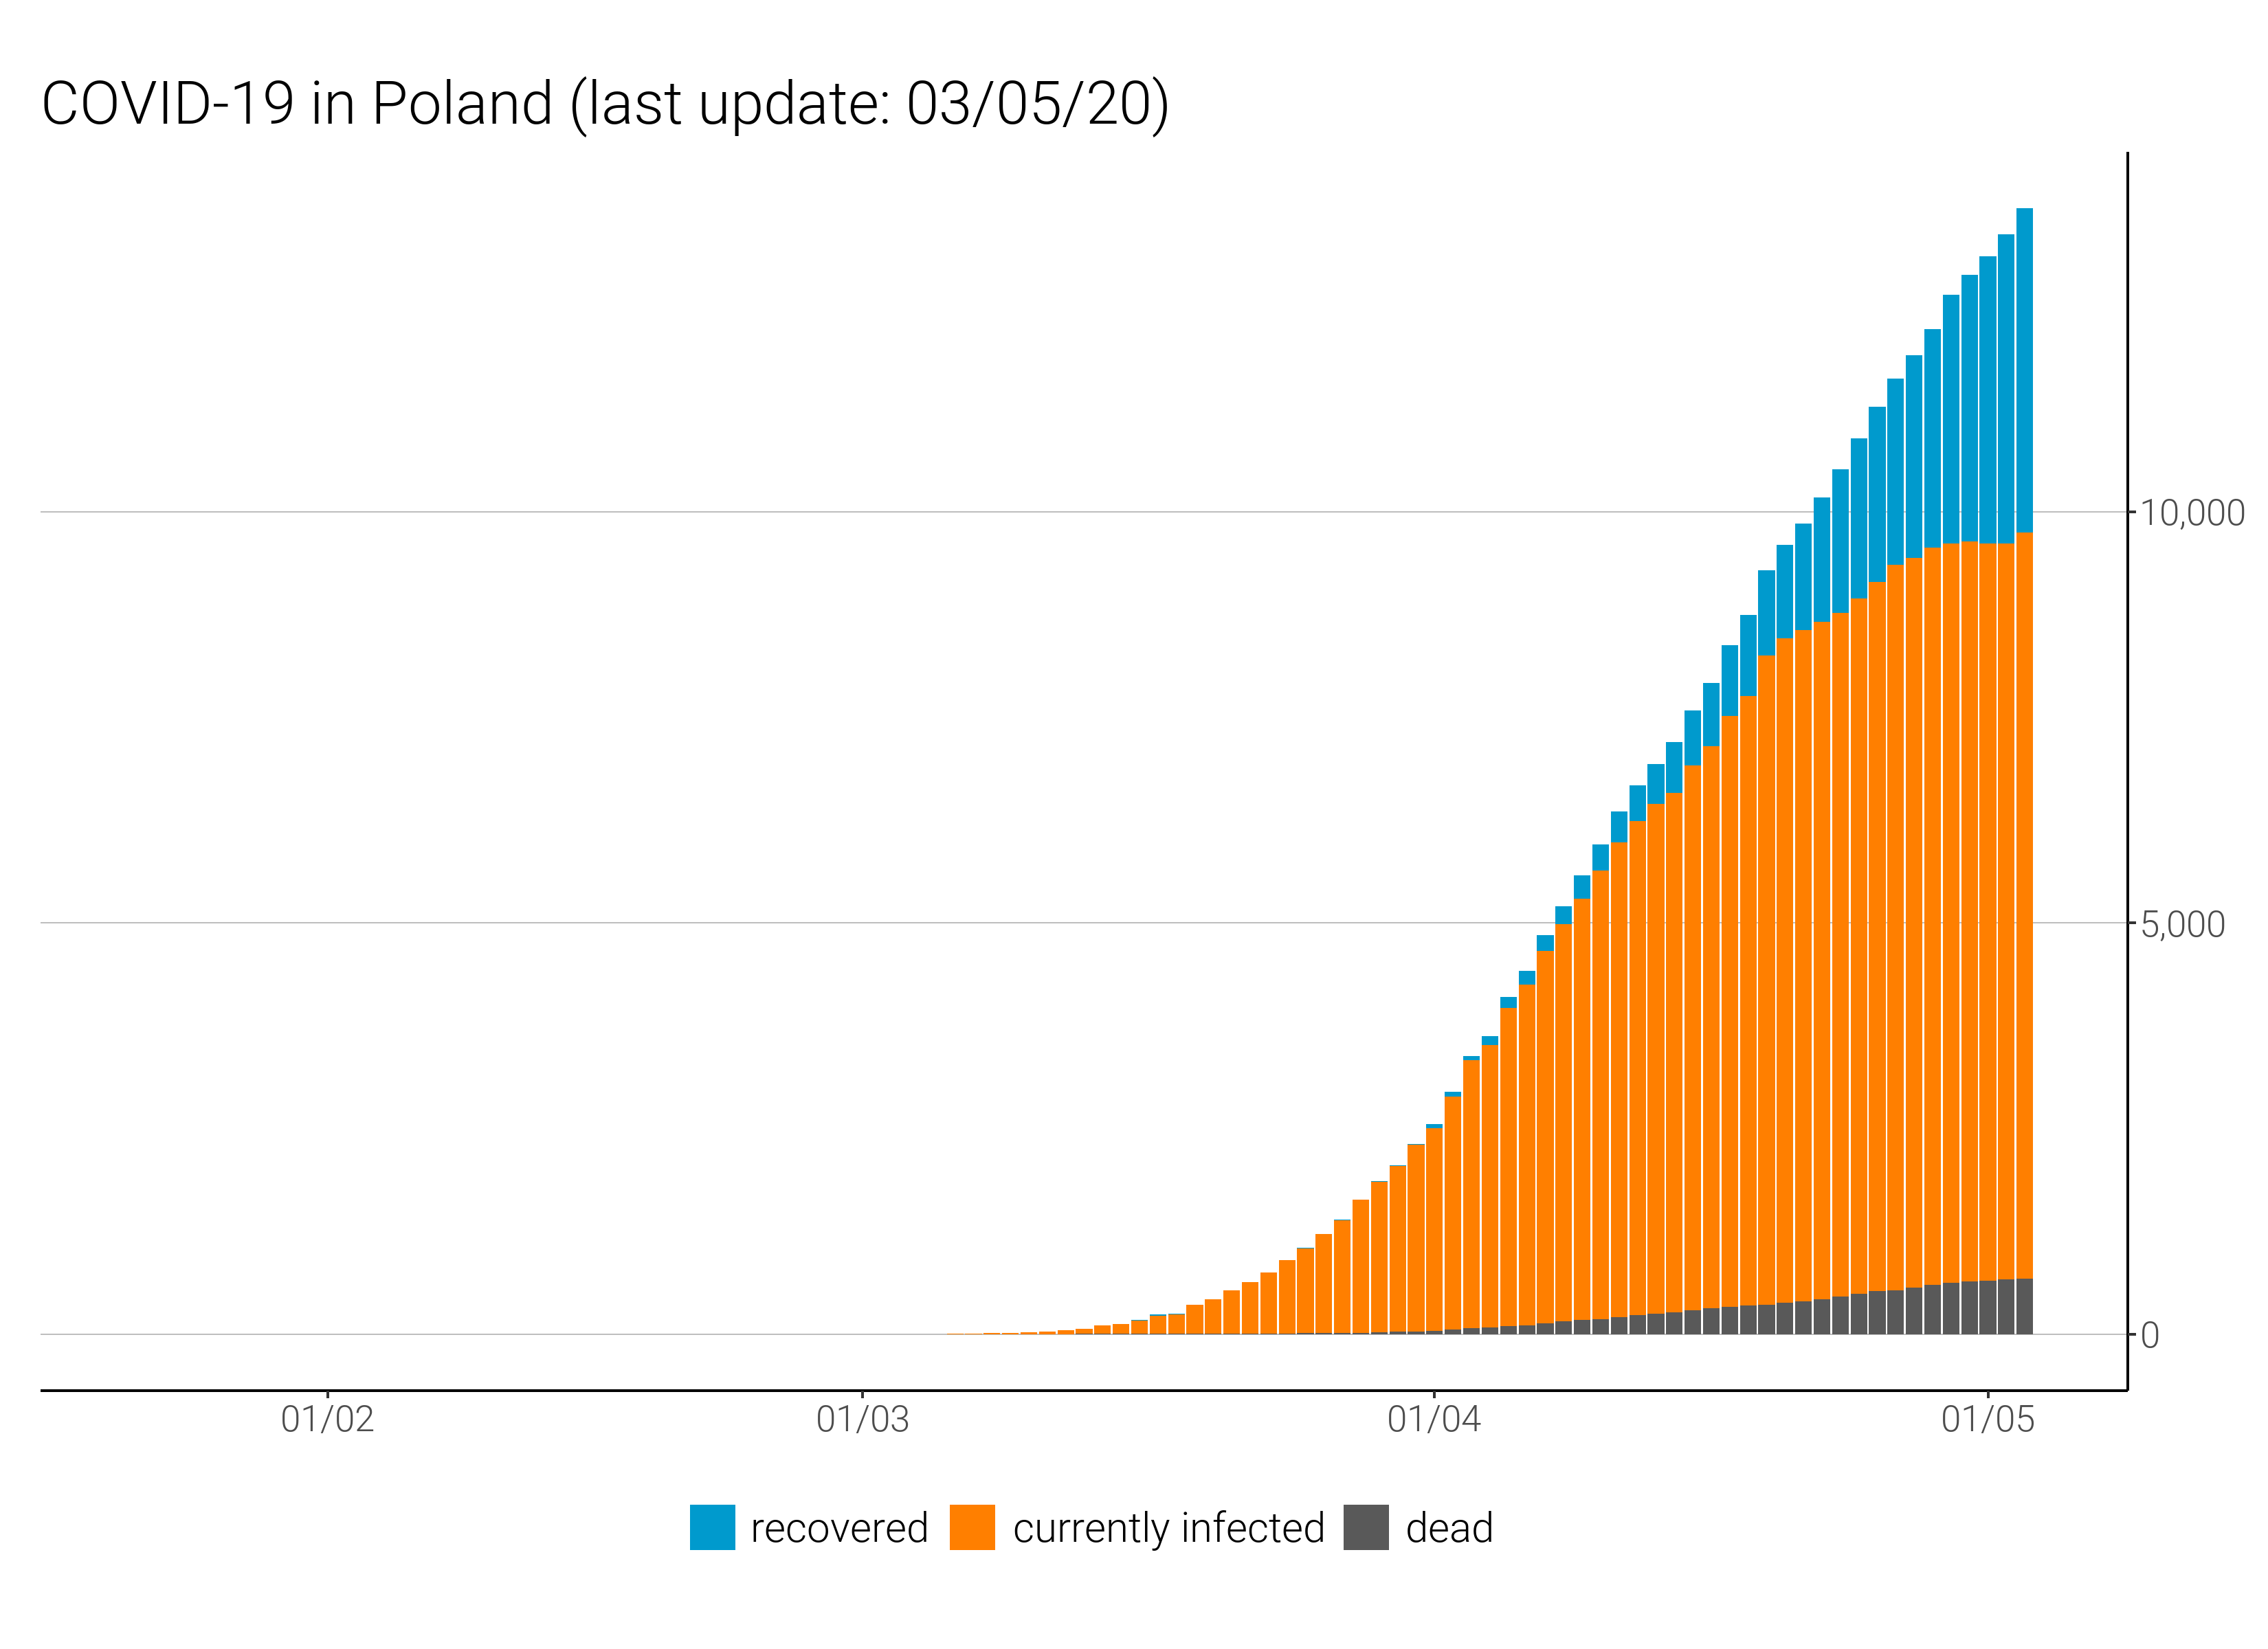 COVID-19 in Poland (last update: 03/05/20)
10,000
5,000
0
01/02 01/03 01/04 01/05
recovered currently infected dead